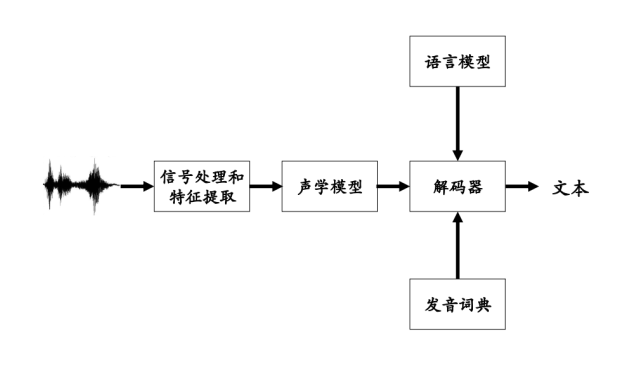 语言模型
信号处理和
特征提取
声学模型
解码器
文本
发音词典